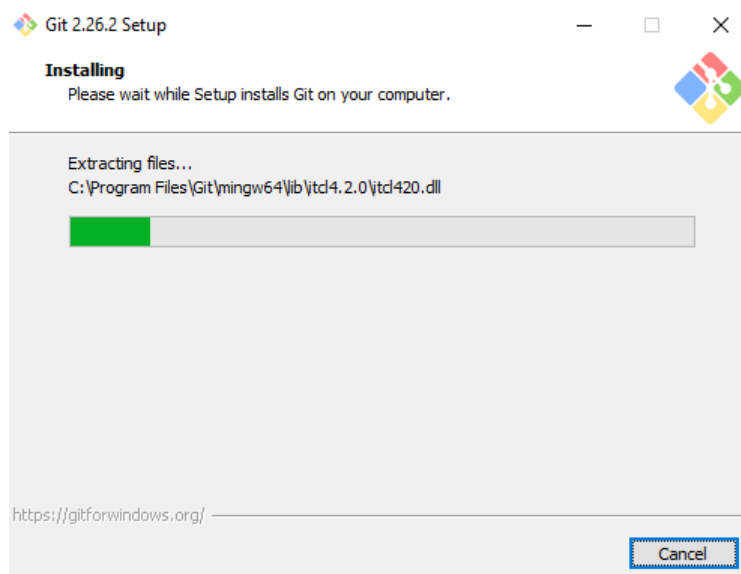 Git 2.26.2 Setup
Installing
Please wait while Setup installs Git on your computer.
Extracting files...
C:\Program Files\Git\mingw64\lib\itcl4.2.0\itcl420.dll
https://gitforwindows.org/
Cancel